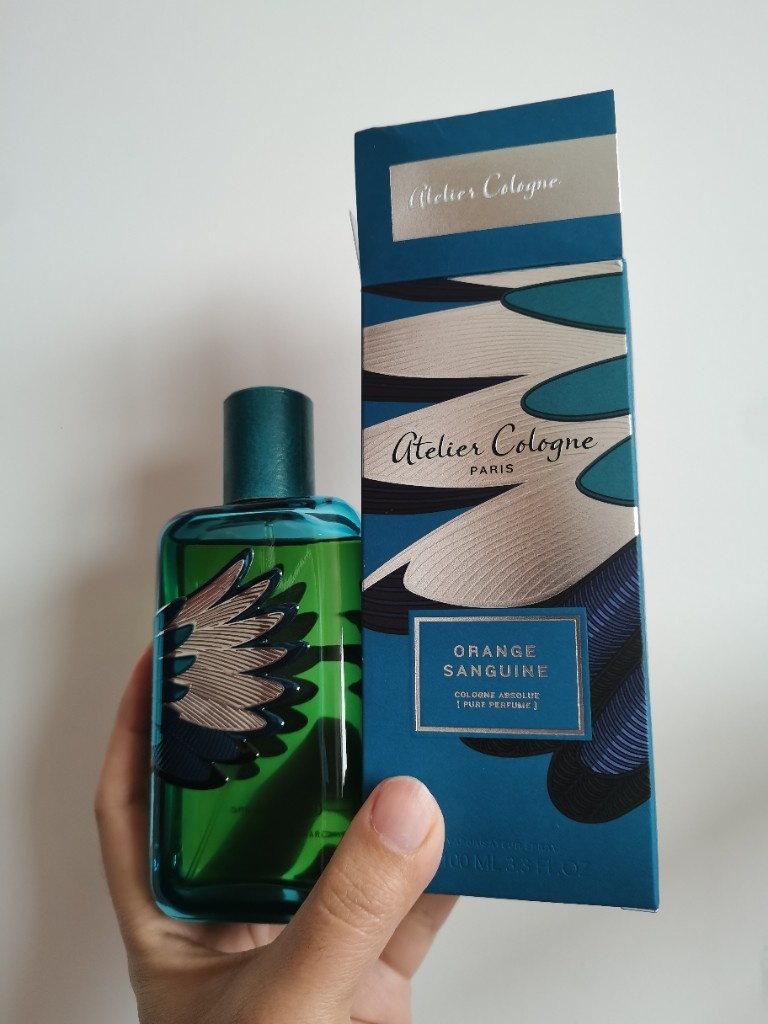 Atelier Cologne
Atelier Cologne
PARIS
ORANGE
SANGUINE
COLOGNE ABSOLUE
[ PURE PERFUME ]
100 ML 3.3 FL.OZ